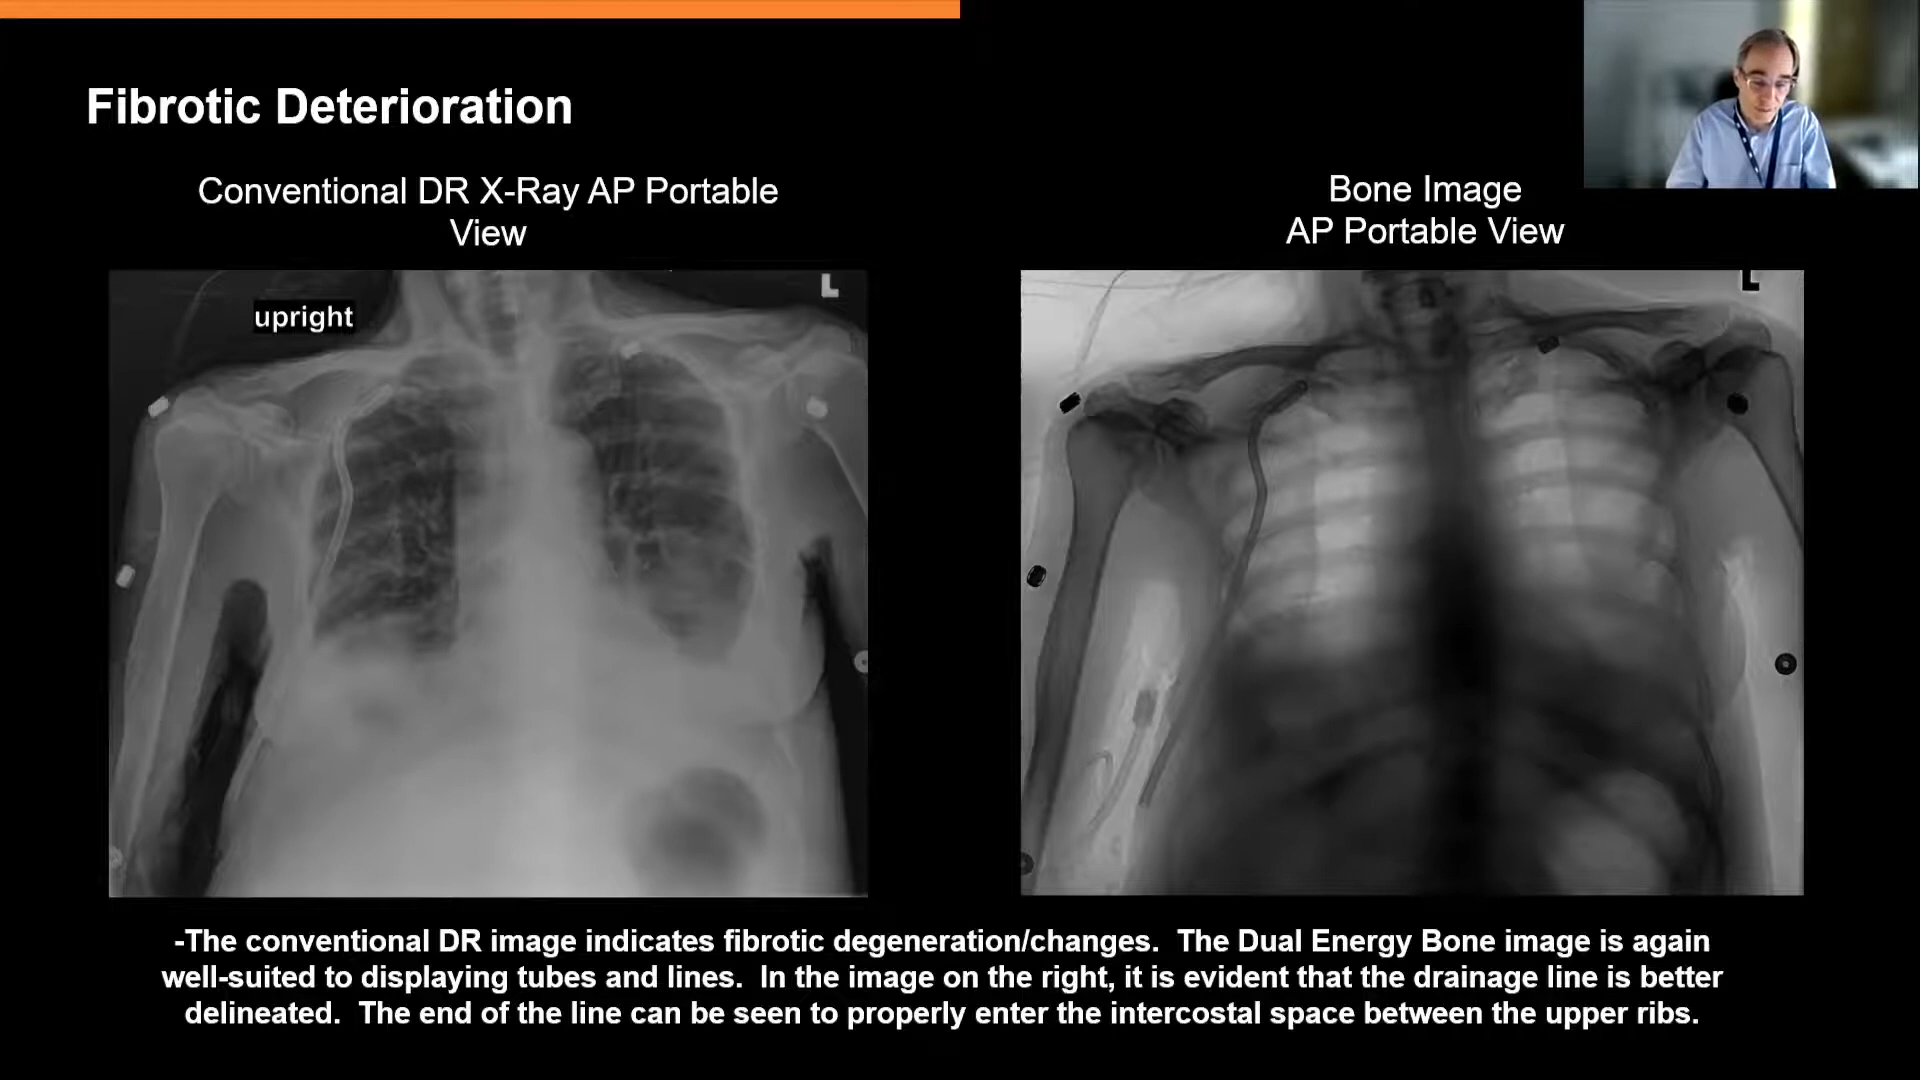 Fibrotic Deterioration
Conventional DR X-Ray AP Portable
View
Bone Image
AP Portable View
upright
L
L
-The conventional DR image indicates fibrotic degeneration/changes. The Dual Energy Bone image is again
well-suited to displaying tubes and lines. In the image on the right, it is evident that the drainage line is better
delineated. The end of the line can be seen to properly enter the intercostal space between the upper ribs.